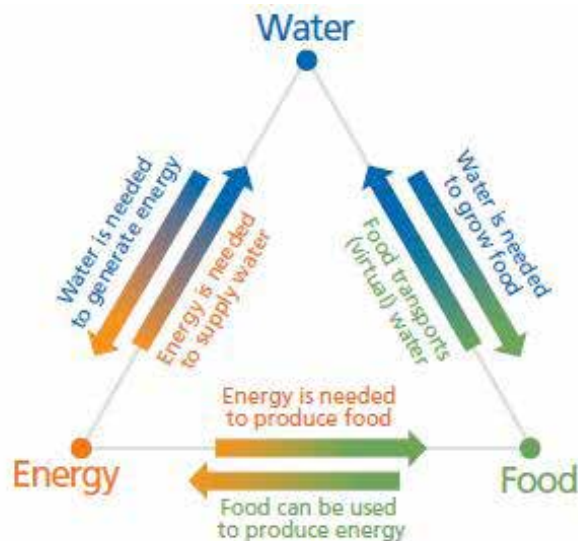 Water
Water is needed
to generate energy
Energy is needed
to supply water
Food transports
(virtual) water
Water is needed
to grow food
Energy is needed
to produce food
Energy
Food
Food can be used
to produce energy